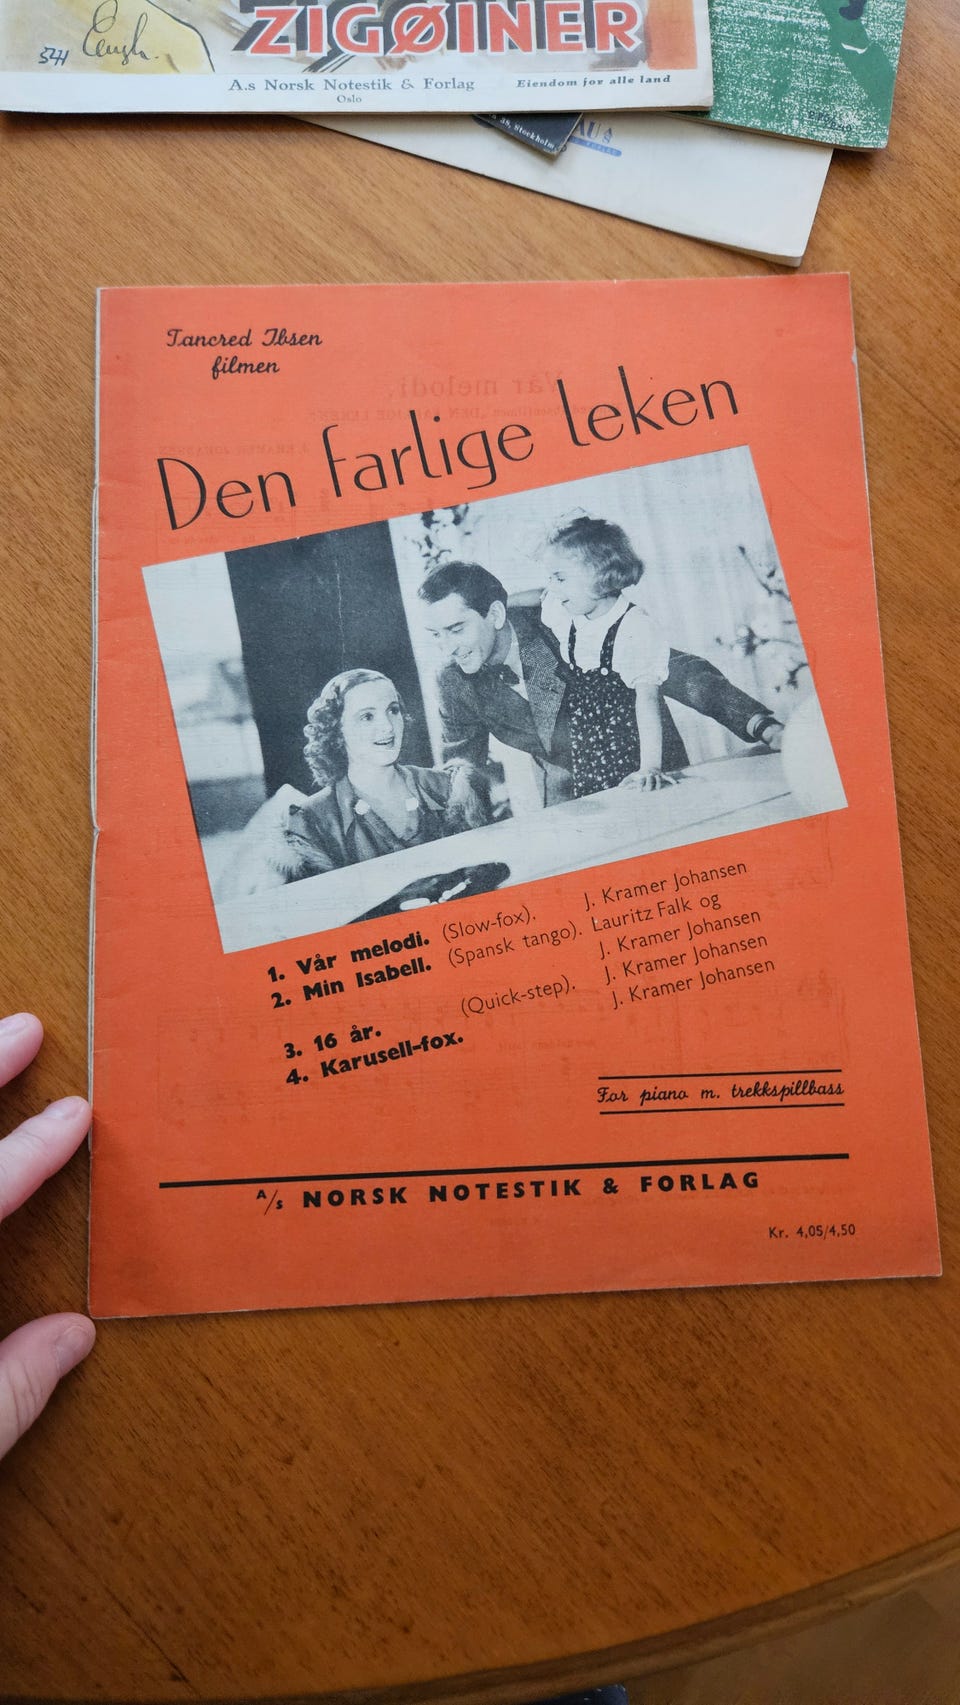 ZIGØINER
A.s Norsk Notestik & Forlag
Eiendom for alle land
Oslo
Stockholm
Tancred Ibsen
filmen
Den farlige leken
1. Vår melodi. (Slow-fox). J. Kramer Johansen
2. Min Isabell. (Spansk tango). Lauritz Falk og
J. Kramer Johansen
3. 16 år. (Quick-step). J. Kramer Johansen
4. Karusell-fox. J. Kramer Johansen
For piano m. trekkspillbass
A/s NORSK NOTESTIK & FORLAG
Kr. 4,05/4,50